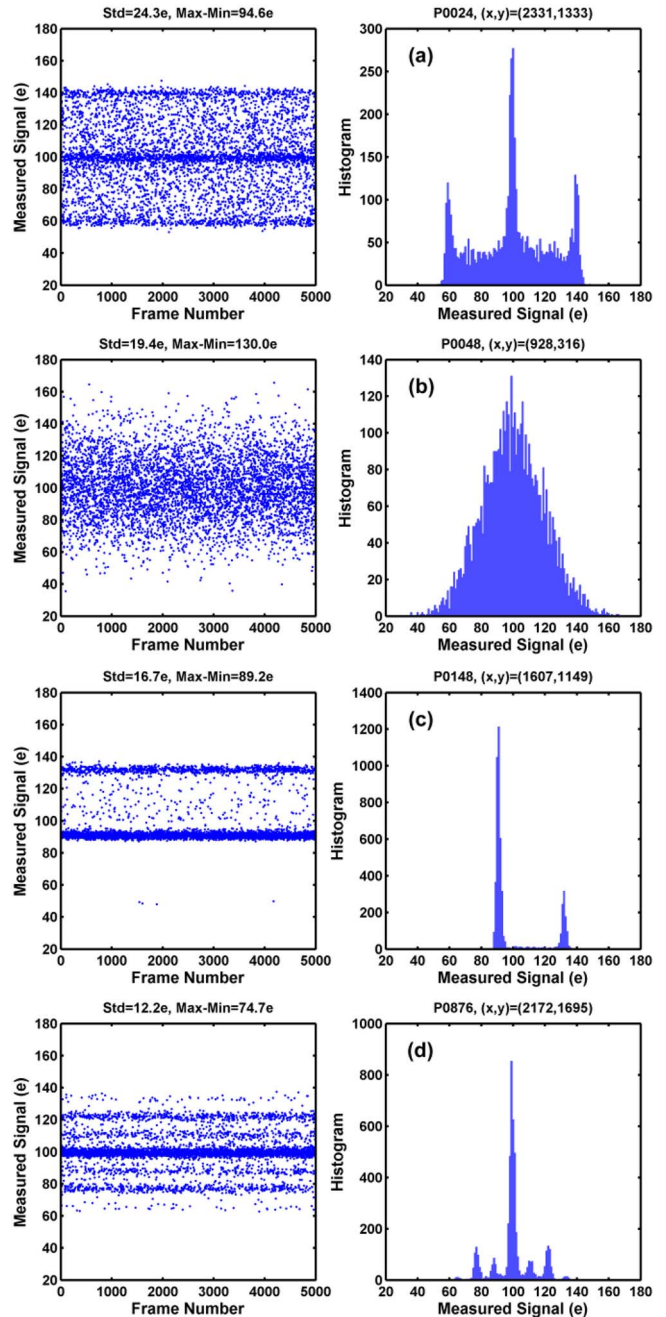 Std=24.3e, Max-Min=94.6e
P0024, (x,y)=(2331,1333)
180
160
140
120
100
80
60
40
20
Measured Signal (e)
0 1000 2000 3000 4000 5000
Frame Number
300
250
200
150
100
50
0
Histogram
(a)
20 40 60 80 100 120 140 160 180
Measured Signal (e)
Std=19.4e, Max-Min=130.0e
P0048, (x,y)=(928,316)
180
160
140
120
100
80
60
40
20
Measured Signal (e)
0 1000 2000 3000 4000 5000
Frame Number
140
120
100
80
60
40
20
0
Histogram
(b)
20 40 60 80 100 120 140 160 180
Measured Signal (e)
Std=16.7e, Max-Min=89.2e
P0148, (x,y)=(1607,1149)
180
160
140
120
100
80
60
40
20
Measured Signal (e)
0 1000 2000 3000 4000 5000
Frame Number
1400
1200
1000
800
600
400
200
0
Histogram
(c)
20 40 60 80 100 120 140 160 180
Measured Signal (e)
Std=12.2e, Max-Min=74.7e
P0876, (x,y)=(2172,1695)
180
160
140
120
100
80
60
40
20
Measured Signal (e)
0 1000 2000 3000 4000 5000
Frame Number
1000
800
600
400
200
0
Histogram
(d)
20 40 60 80 100 120 140 160 180
Measured Signal (e)